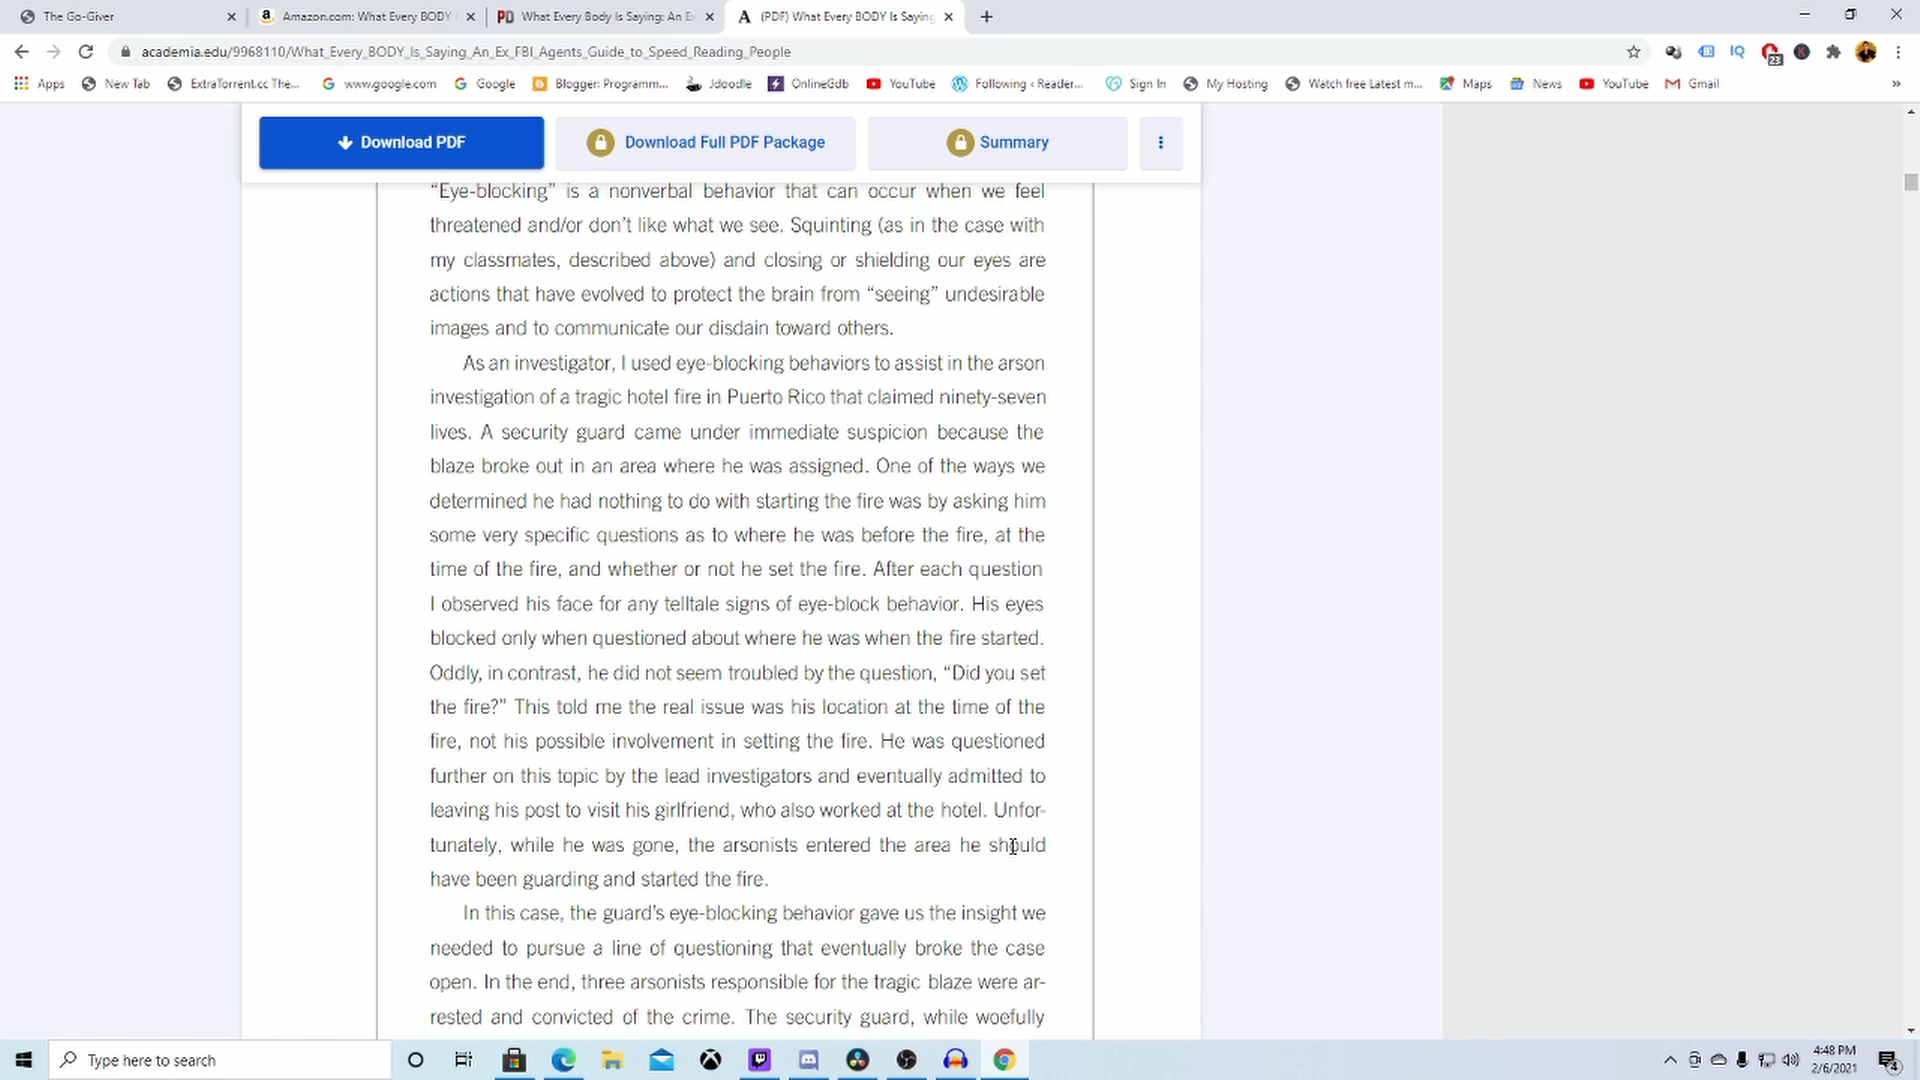 The Go-Giver
Amazon.com: What Every BODY
What Every Body Is Saying: An Ex
(PDF) What Every BODY Is Saying
academia.edu/9968110/What_Every_BODY_Is_Saying_An_Ex_FBI_Agents_Guide_to_Speed_Reading_People
IQ
23
Apps
New Tab
ExtraTorrent.cc The...
www.google.com
Google
Blogger: Programm...
Jdoodle
OnlineGdb
YouTube
Following ‹ Reader...
Sign In
My Hosting
Watch free Latest m...
Maps
News
YouTube
Gmail
Download PDF
Download Full PDF Package
Summary
“Eye-blocking” is a nonverbal behavior that can occur when we feel
threatened and/or don’t like what we see. Squinting (as in the case with
my classmates, described above) and closing or shielding our eyes are
actions that have evolved to protect the brain from “seeing” undesirable
images and to communicate our disdain toward others.
As an investigator, I used eye-blocking behaviors to assist in the arson
investigation of a tragic hotel fire in Puerto Rico that claimed ninety-seven
lives. A security guard came under immediate suspicion because the
blaze broke out in an area where he was assigned. One of the ways we
determined he had nothing to do with starting the fire was by asking him
some very specific questions as to where he was before the fire, at the
time of the fire, and whether or not he set the fire. After each question
I observed his face for any telltale signs of eye-block behavior. His eyes
blocked only when questioned about where he was when the fire started.
Oddly, in contrast, he did not seem troubled by the question, “Did you set
the fire?” This told me the real issue was his location at the time of the
fire, not his possible involvement in setting the fire. He was questioned
further on this topic by the lead investigators and eventually admitted to
leaving his post to visit his girlfriend, who also worked at the hotel. Unfor-
tunately, while he was gone, the arsonists entered the area he should
have been guarding and started the fire.
In this case, the guard’s eye-blocking behavior gave us the insight we
needed to pursue a line of questioning that eventually broke the case
open. In the end, three arsonists responsible for the tragic blaze were ar-
rested and convicted of the crime. The security guard, while woefully
Type here to search
4:48 PM
2/6/2021
4